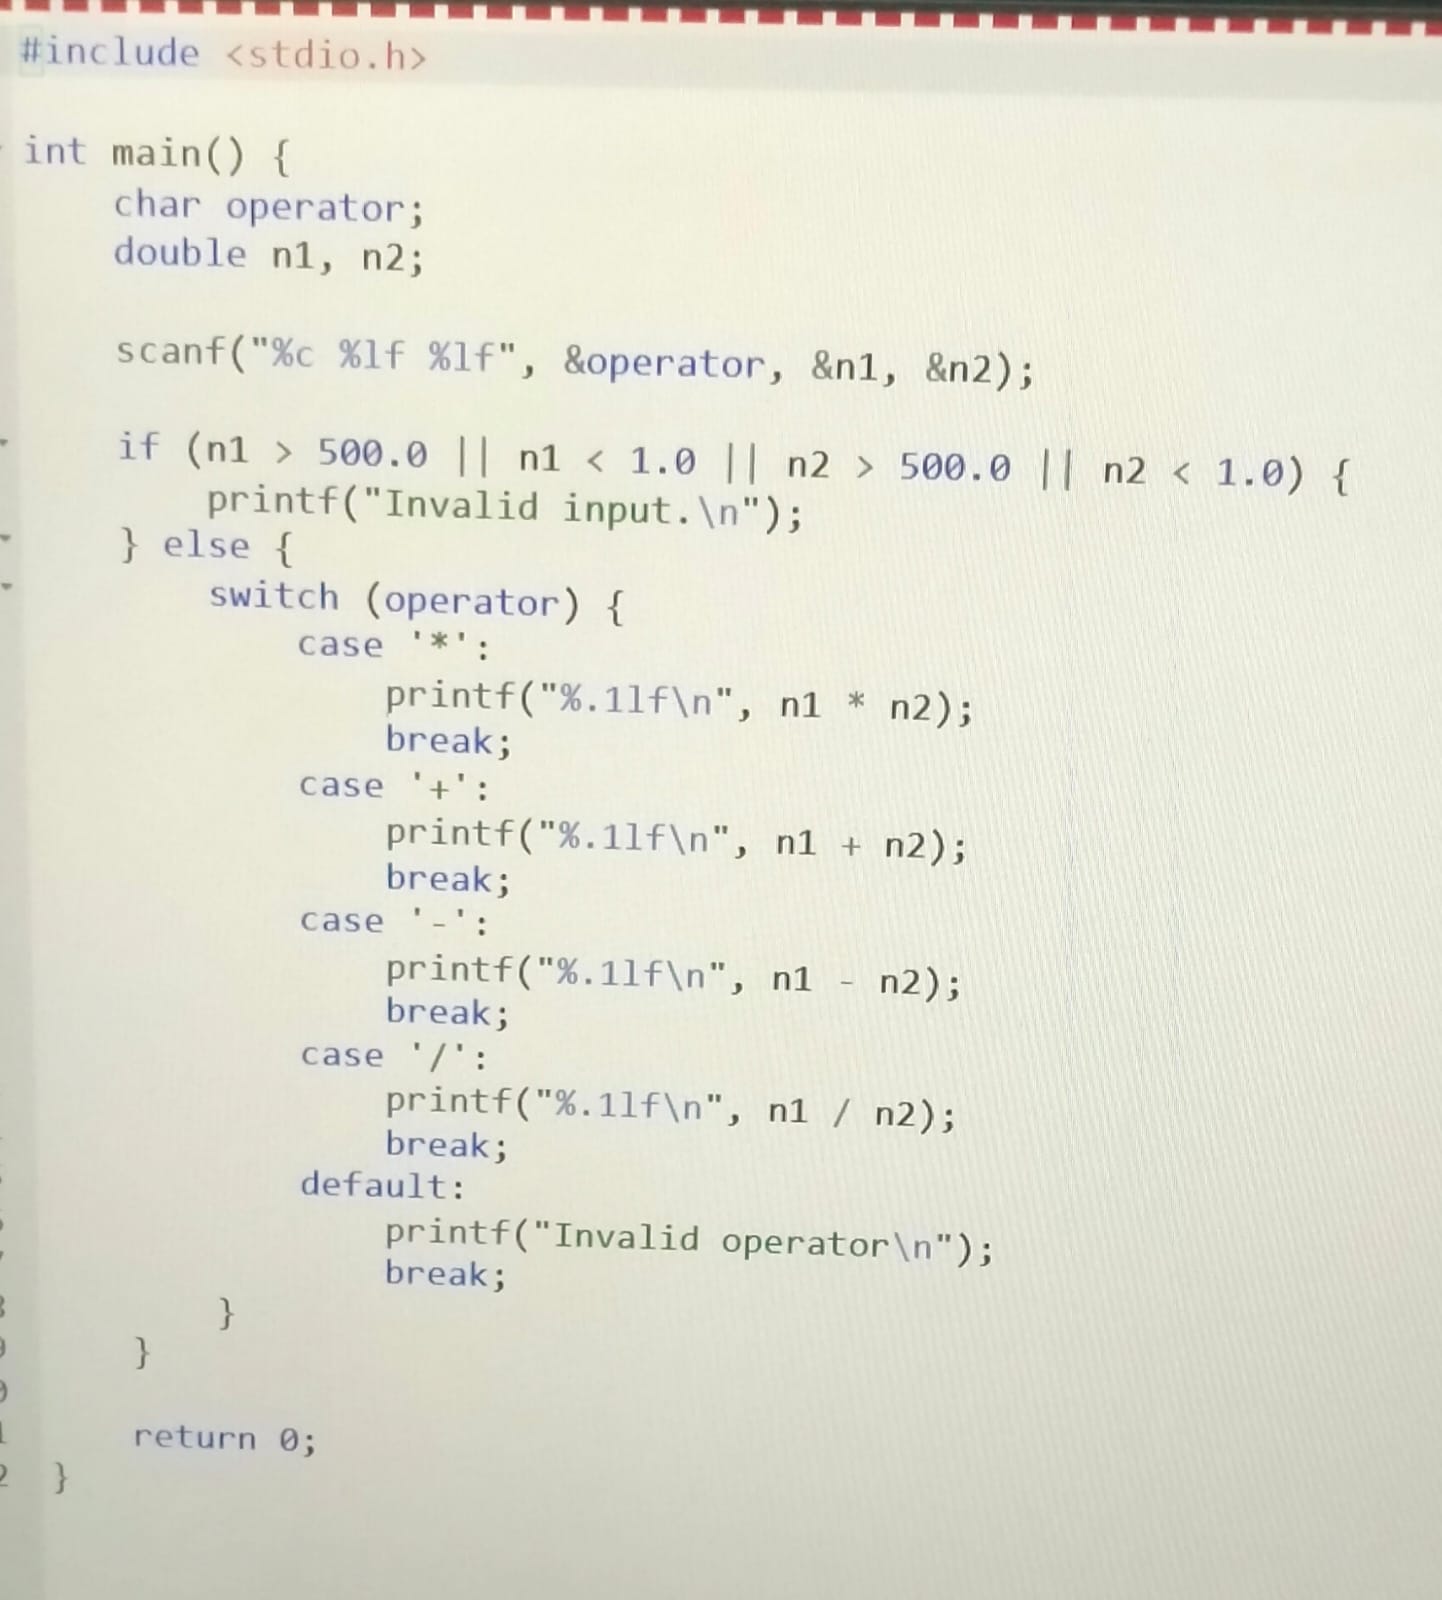 #include <stdio.h>
int main() {
char operator;
double n1, n2;
scanf("%c %lf %lf", &operator, &n1, &n2);
if (n1 > 500.0 || n1 < 1.0 || n2 > 500.0 || n2 < 1.0) {
printf("Invalid input.\n");
} else {
switch (operator) {
case '*':
printf("%.1lf\n", n1 * n2);
break;
case '+':
printf("%.1lf\n", n1 + n2);
break;
case '-':
printf("%.1lf\n", n1 - n2);
break;
case '/':
printf("%.1lf\n", n1 / n2);
break;
default:
printf("Invalid operator\n");
break;
}
}
return 0;
}